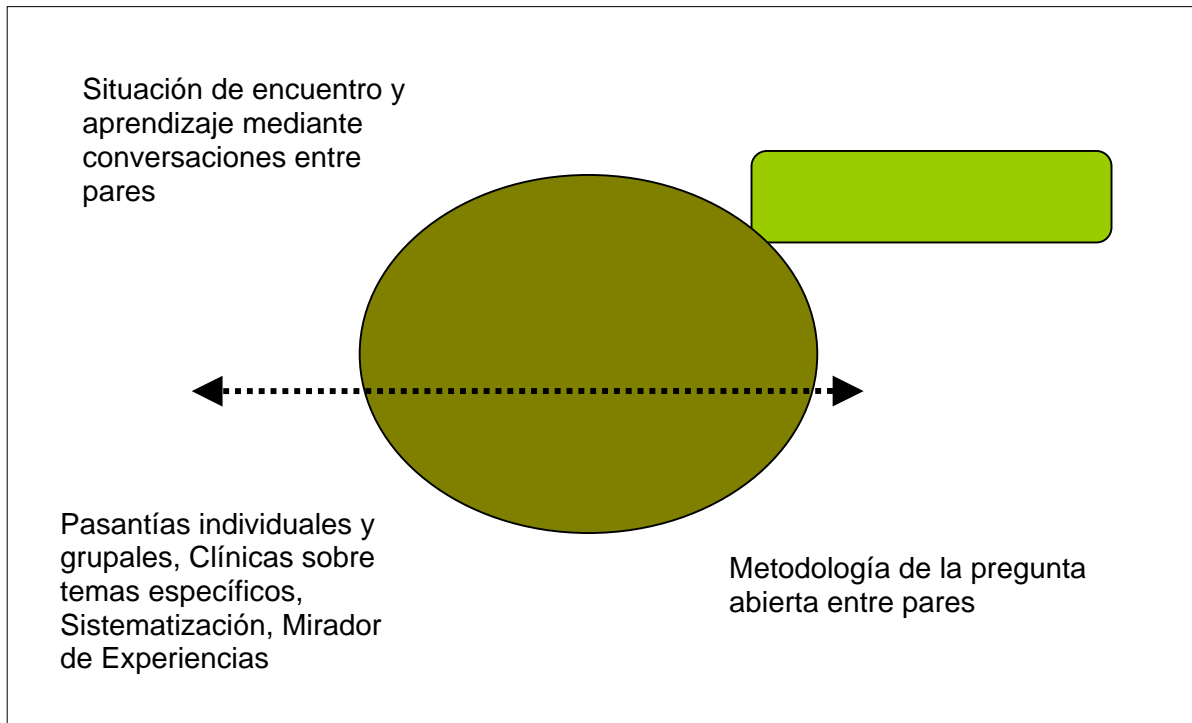 Situación de encuentro y
aprendizaje mediante
conversaciones entre
pares
Pasantías individuales y
grupales, Clínicas sobre
temas específicos,
Sistematización, Mirador
de Experiencias
Metodología de la pregunta
abierta entre pares